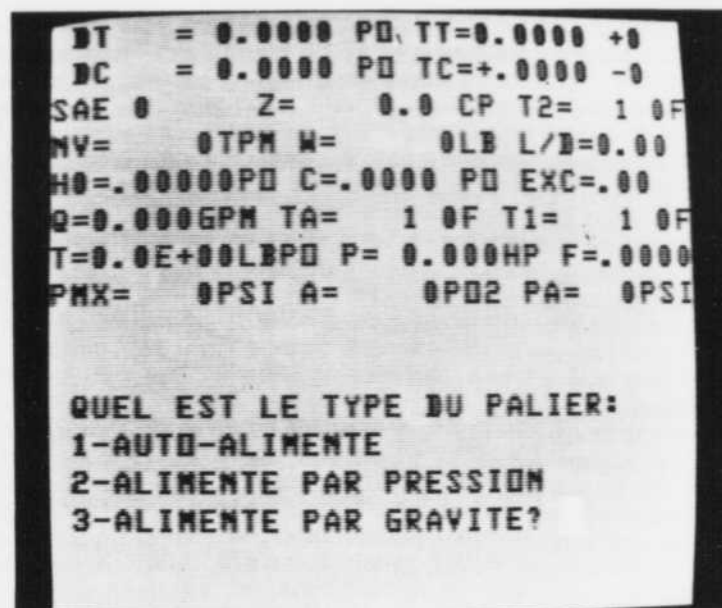 DT = 0.0000 PO, TT=0.0000 +0
DC = 0.0000 PO TC=+.0000 -0
SAE 0 Z= 0.0 CP T2= 1 0F
NV= 0TPM W= 0LB L/D=0.00
H0=.00000PO C=.0000 PO EXC=.00
Q=0.000GPM TA= 1 0F T1= 1 0F
T=0.0E+00LBPO P= 0.000HP F=.0000
PMX= 0PSI A= 0PO2 PA= 0PSI
QUEL EST LE TYPE DU PALIER:
1-AUTO-ALIMENTE
2-ALIMENTE PAR PRESSION
3-ALIMENTE PAR GRAVITE?